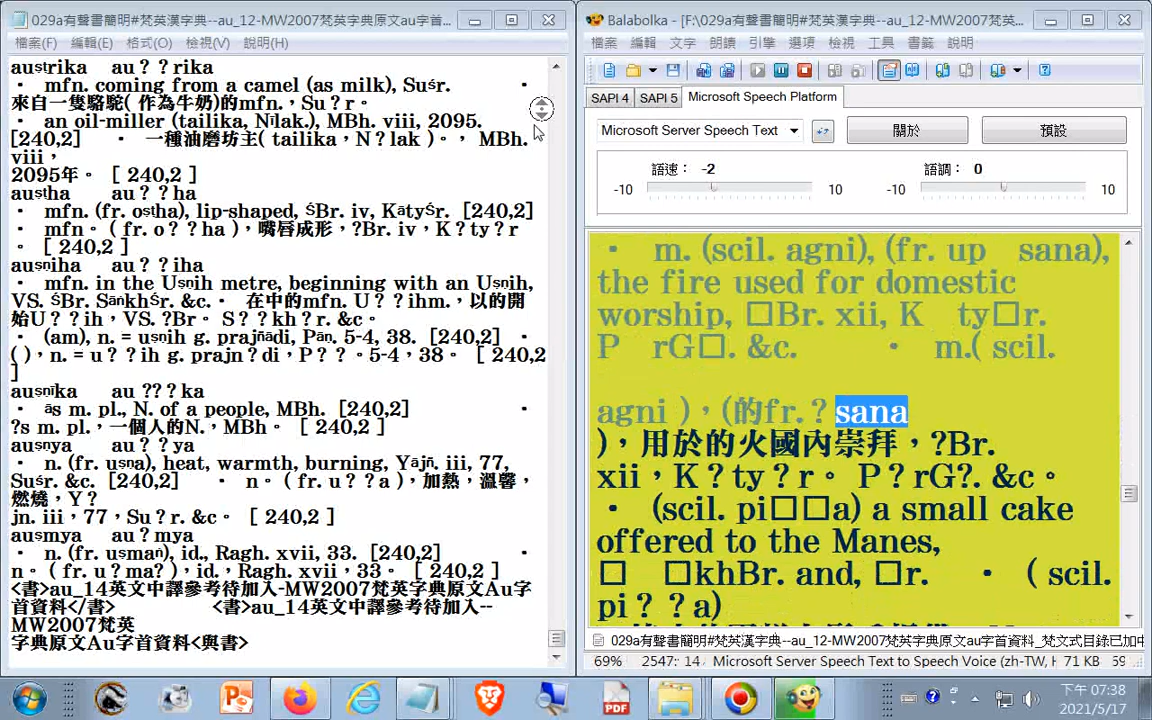 029a有聲書簡明#梵英漢字典--au_12-MW2007梵英字典原文au字首...
檔案(F) 編輯(E) 格式(O) 檢視(V) 說明(H)
auṣṭrika au？？rika
• mfn. coming from a camel (as milk), Suśr.
來自一隻駱駝( 作為牛奶)的mfn.，Su？r。 •
• an oil-miller (tailika, Nīlak.), MBh. viii, 2095.
[240,2] • 一種油磨坊主( tailika，N？lak )。， MBh.
viii，
2095年。 [ 240,2 ]
auṣṭha au？？ha
• mfn. (fr. oṣṭha), lip-shaped, ŚBr. iv, KātyŚr. [240,2]
• mfn。( fr. o？？ha )，嘴唇成形，?Br. iv，K？ty？r
。 [ 240,2 ]
auṣṇiha au？？iha
• mfn. in the Uṣṇih metre, beginning with an Uṣṇih,
VS. ŚBr. SāṅkhŚr. &c. • 在中的mfn. U？？ihm.，以的開
始U？？ih，VS. ?Br。 S？？kh？r. &c。
• (am), n. = uṣṇih g. prajñādi, Pāṇ. 5-4, 38. [240,2] •
( )，n. = u？？ih g. prajn？di，P？？。5-4，38。 [ 240,2
]
auṣṇīka au ???ka
• ās m. pl., N. of a people, MBh. [240,2] •
?s m. pl.，一個人的N.，MBh。 [ 240,2 ]
auṣṇya au？？ya
• n. (fr. uṣṇa), heat, warmth, burning, Yājñ. iii, 77,
Suśr. &c. [240,2] • n。( fr. u？？a )，加熱，溫馨，
燃燒，Y？
jn. iii，77，Su？r. &c。 [ 240,2 ]
auṣmya au？mya
• n. (fr. uṣman), id., Ragh. xvii, 33. [240,2] •
n。( fr. u？ma? )，id.，Ragh. xvii，33。 [ 240,2 ]
<書>au_14英文中譯參考待加入-MW2007梵英字典原文Au字
首資料</書> <書>au_14英文中譯參考待加入--
MW2007梵英
字典原文Au字首資料<與書>
Balabolka - [F:\029a有聲書簡明#梵英漢字典--au_12-MW2007梵英...
檔案 編輯 文字 朗讀 引擎 選項 檢視 工具 書籤 說明
SAPI 4 SAPI 5 Microsoft Speech Platform
Microsoft Server Speech Text 關於 預設
語速： -2 語調： 0
-10 10 -10 10
• m. (scil. agni), (fr. up sana),
the fire used for domestic
worship, □Br. xii, K ty□r.
P rG□. &c. • m.( scil.
agni )，(的fr.？sana
)，用於的火國內崇拜，?Br.
xii，K？ty？r。 P？rG?. &c。
• (scil. pi□□a) a small cake
offered to the Manes,
□ □khBr. and, □r. • ( scil.
pi？？a)
029a有聲書簡明#梵英漢字典--au_12-MW2007梵英字典原文au字首資料_梵文式目錄已加中
69% 2547: 14 Microsoft Server Speech Text to Speech Voice (zh-TW, H 71 KB 59
下午 07:38
2021/5/17